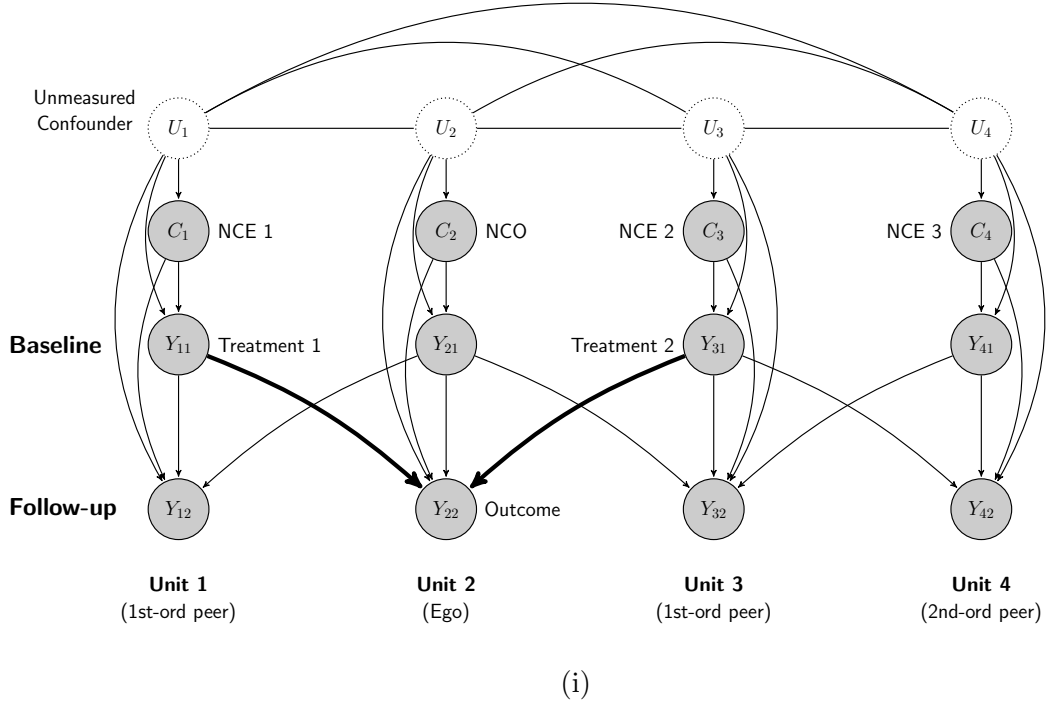 Unmeasured
Confounder
U₁ U₂ U₃ U₄
C₁ NCE 1 C₂ NCO NCE 2 C₃ NCE 3 C₄
Baseline Y₁₁ Treatment 1 Y₂₁ Treatment 2 Y₃₁ Y₄₁
Follow-up Y₁₂ Y₂₂ Outcome Y₃₂ Y₄₂
Unit 1 Unit 2 Unit 3 Unit 4
(1st-ord peer) (Ego) (1st-ord peer) (2nd-ord peer)
(i)